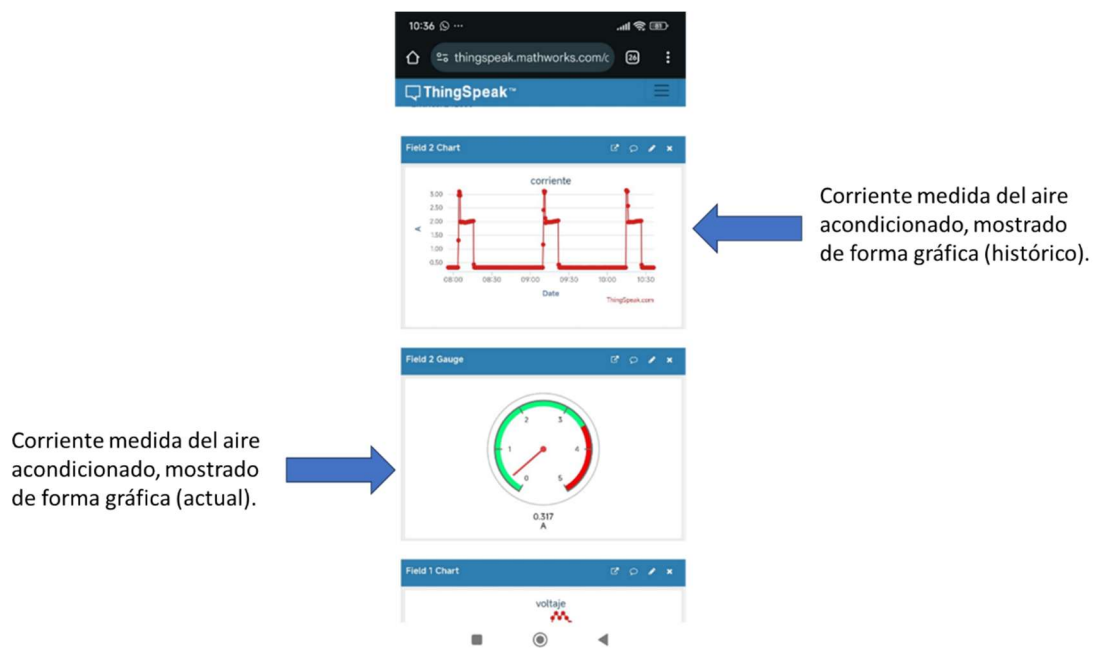 10:36
thingspeak.mathworks.com/c
26
ThingSpeak™
Field 2 Chart
corriente
3.00
2.50
2.00
1.50
1.00
0.50
A
08:00 08:30 09:00 09:30 10:00 10:30
Date
ThingSpeak.com
Corriente medida del aire
acondicionado, mostrado
de forma gráfica (histórico).
Field 2 Gauge
0 1 2 3 4 5
0.317
A
Corriente medida del aire
acondicionado, mostrado
de forma gráfica (actual).
Field 1 Chart
voltaje